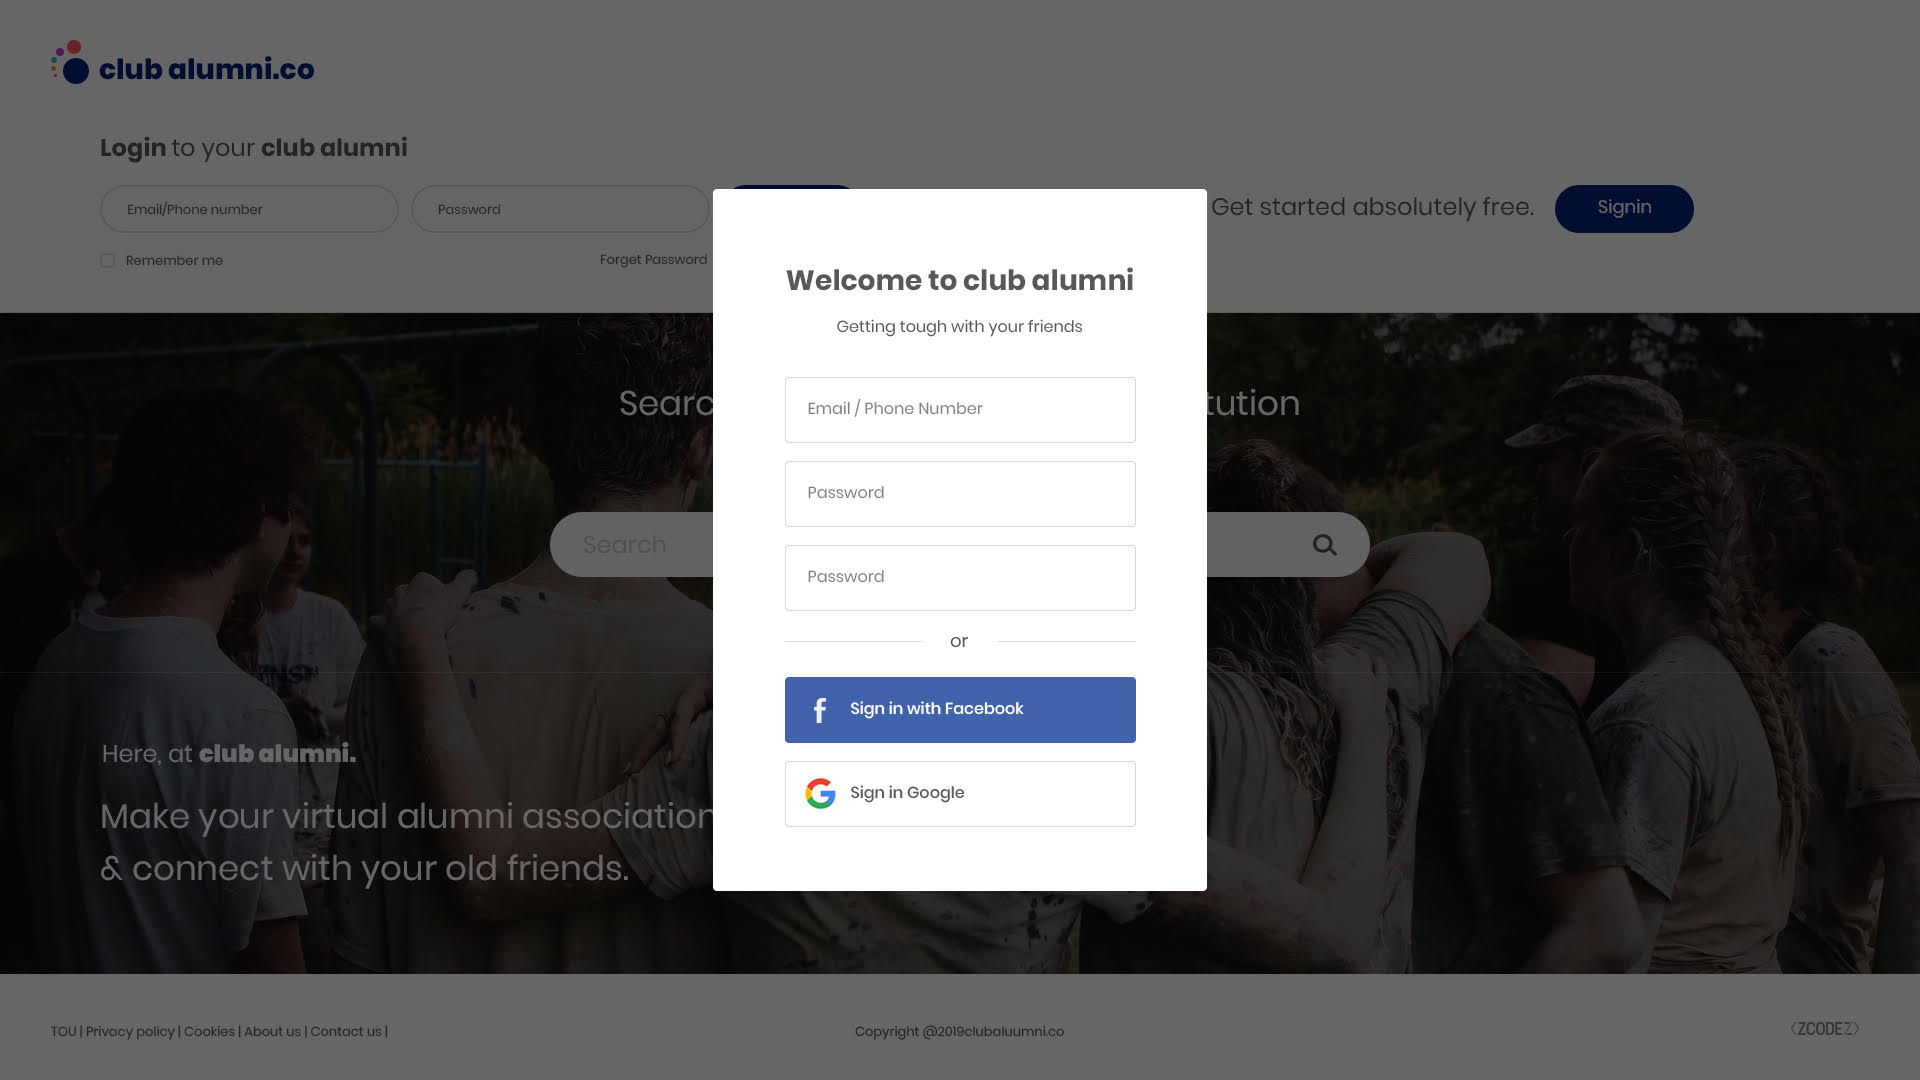 club alumni.co
Login to your club alumni
Email/Phone number
Password
Get started absolutely free.
Signin
Remember me
Forget Password
Welcome to club alumni
Getting tough with your friends
Email / Phone Number
Password
Password
or
Sign in with Facebook
Sign in Google
Search
Here, at club alumni.
Make your virtual alumni association
& connect with your old friends.
TOU | Privacy policy | Cookies | About us | Contact us |
Copyright @2019clubaluumni.co
<ZCODEZ>